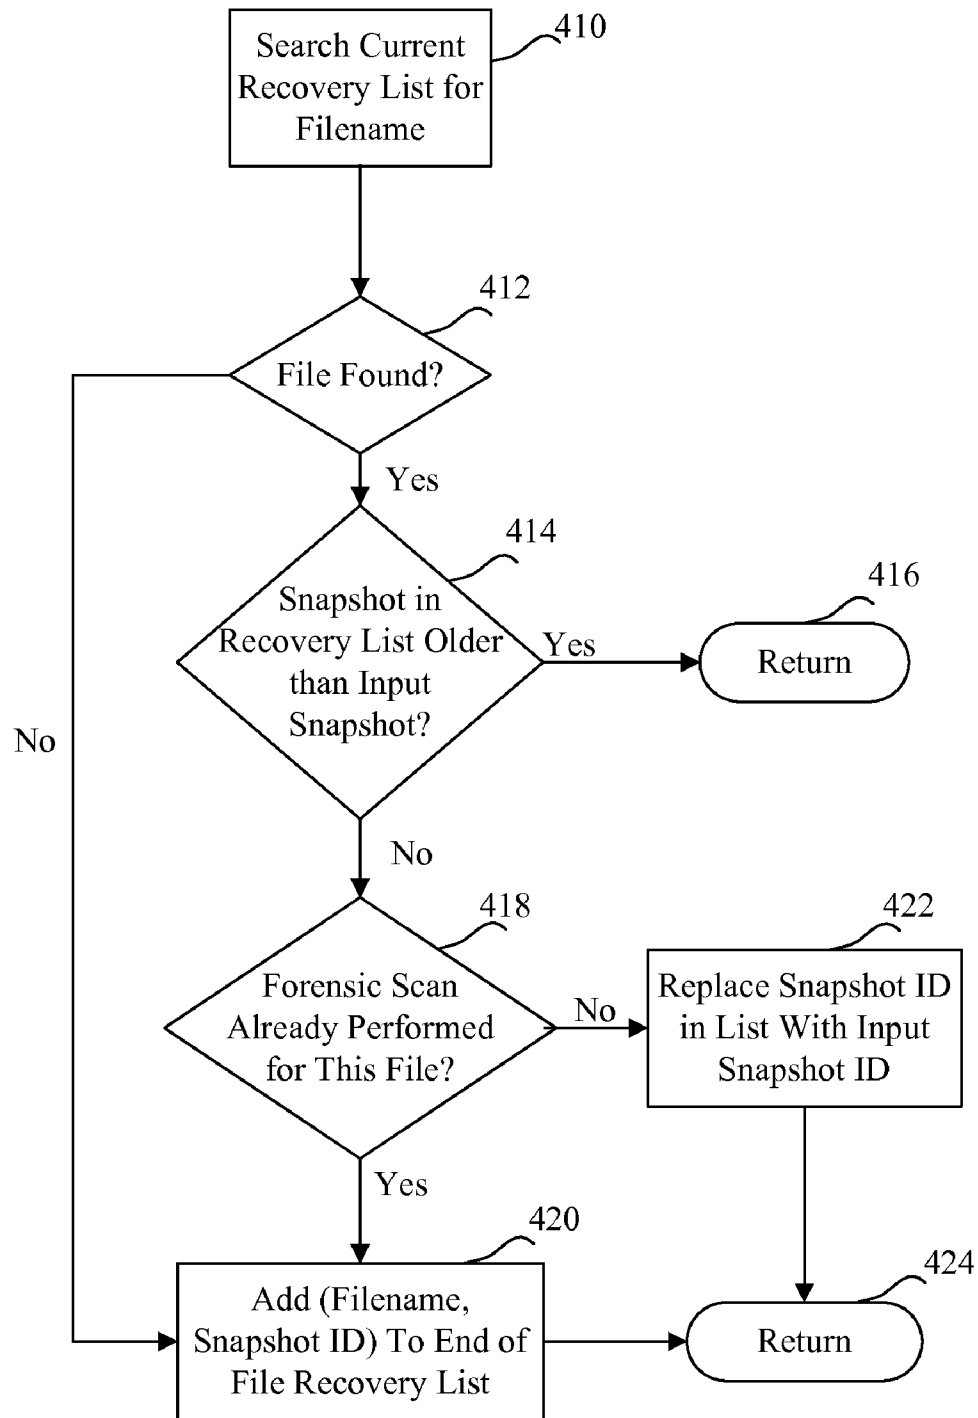 410
Search Current
Recovery List for
Filename
412
File Found?
Yes
414
Snapshot in
Recovery List Older
than Input
Snapshot?
Yes
416
Return
No
No
418
Forensic Scan
Already Performed
for This File?
No
422
Replace Snapshot ID
in List With Input
Snapshot ID
Yes
420
Add (Filename,
Snapshot ID) To End of
File Recovery List
424
Return